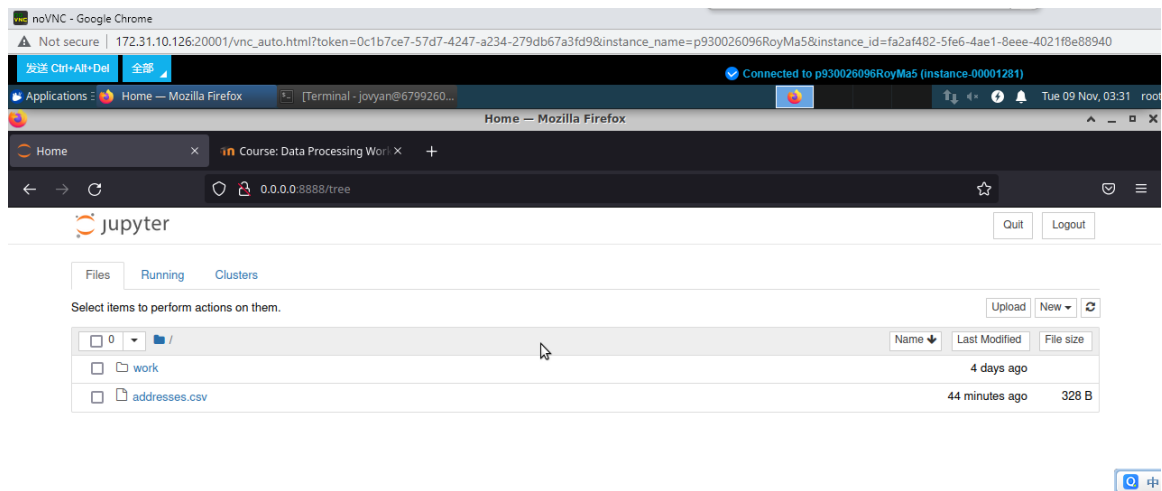 noVNC - Google Chrome
Not secure | 172.31.10.126:20001/vnc_auto.html?token=0c1b7ce7-57d7-4247-a234-279db67a3fd9&instance_name=p930026096RoyMa5&instance_id=fa2af482-5fe6-4ae1-8eee-4021f8e88940
发送 Ctrl+Alt+Del 全部 Connected to p930026096RoyMa5 (instance-00001281)
Applications Home — Mozilla Firefox [Terminal - jovyan@6799260... Tue 09 Nov, 03:31 root
Home — Mozilla Firefox
Home Course: Data Processing Wor
0.0.0.0:8888/tree
jupyter Quit Logout
Files Running Clusters
Select items to perform actions on them. Upload New
0 / Name Last Modified File size
work 4 days ago
addresses.csv 44 minutes ago 328 B
中